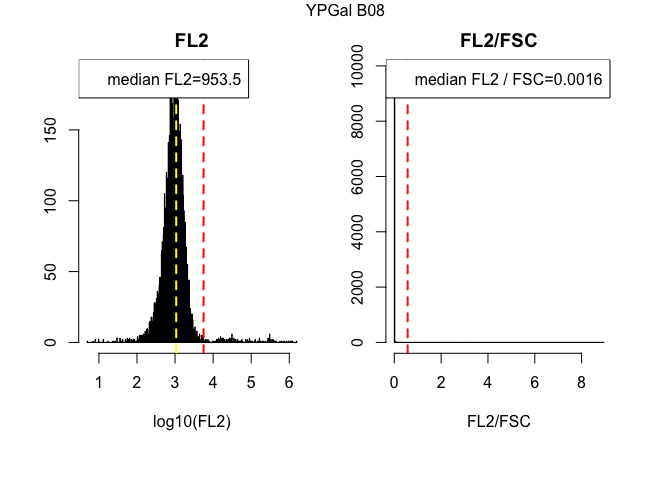 YPGal B08
FL2
median FL2=953.5
0
50
100
150
1 2 3 4 5 6
log10(FL2)
FL2/FSC
median FL2 / FSC=0.0016
0
2000
4000
6000
8000
10000
0 2 4 6 8
FL2/FSC